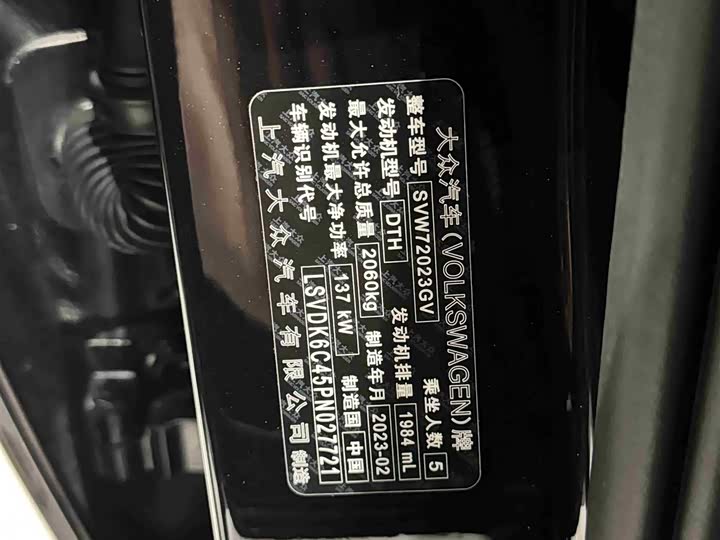 大众汽车(VOLKSWAGEN)牌
整车型号 SVW72023GV 乘坐人数 5
发动机型号 DTH 发动机排量 1984 mL
最大允许总质量 2060kg 制造年月 2023-02
发动机最大净功率 137 kW 制造国 中国
车辆识别代号 LSVDK6C45PN027721
上汽大众汽车有限公司 制造